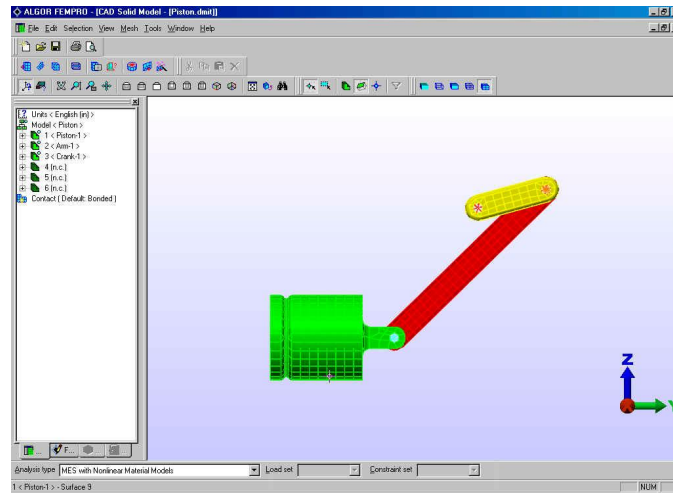 ALGOR FEMPRO - [CAD Solid Model - [Piston.dmit]]
File Edit Selection View Mesh Tools Window Help
Units < English (in) >
Model < Piston >
1 < Piston-1 >
2 < Arm-1 >
3 < Crank-1 >
4 (n.c.)
5 (n.c.)
6 (n.c.)
Contact ( Default: Bonded )
Z
Y
F...
Analysis type MES with Nonlinear Material Models Load set Constraint set
1 < Piston-1 > - Surface 9 NUM